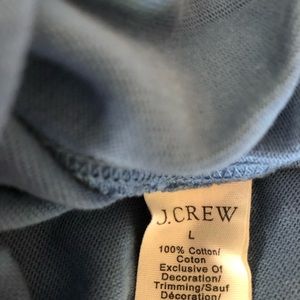 J.CREW
L
100% Cotton/
Coton
Exclusive Of
Decoration/
Trimming/Sauf
Décoration/